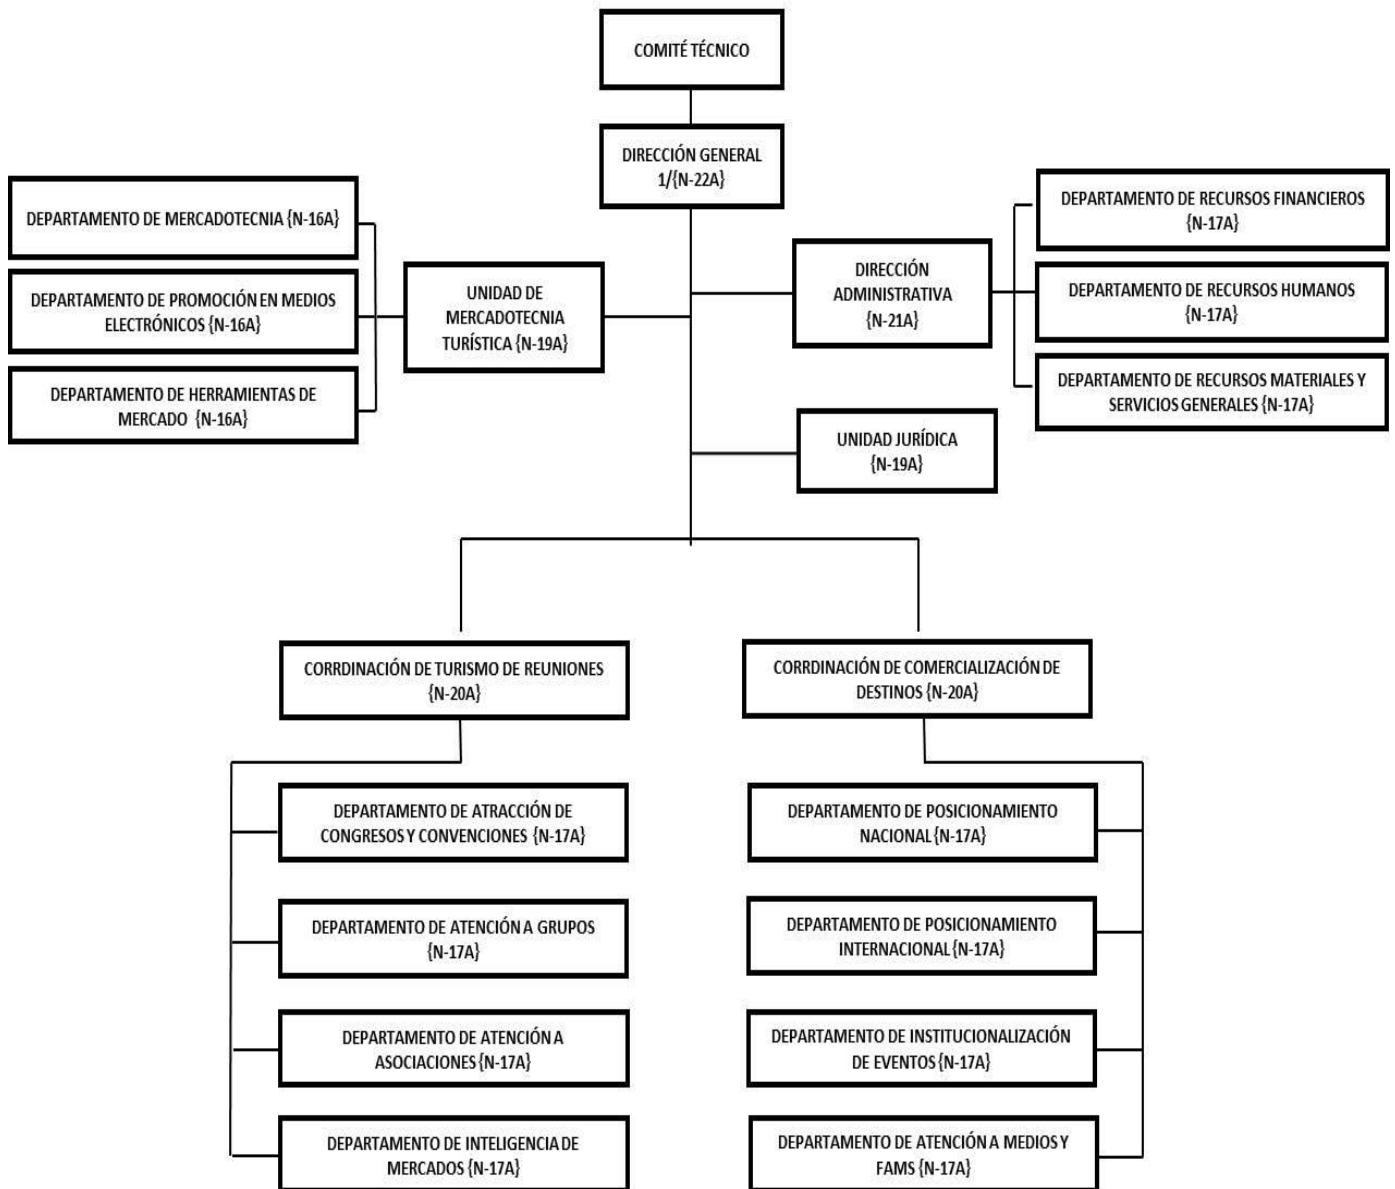 COMITÉ TÉCNICO
DIRECCIÓN GENERAL
1/{N-22A}
DEPARTAMENTO DE MERCADOTECNIA {N-16A}
DEPARTAMENTO DE PROMOCIÓN EN MEDIOS
ELECTRÓNICOS {N-16A}
DEPARTAMENTO DE HERRAMIENTAS DE
MERCADO {N-16A}
UNIDAD DE
MERCADOTECNIA
TURÍSTICA {N-19A}
DIRECCIÓN
ADMINISTRATIVA
{N-21A}
DEPARTAMENTO DE RECURSOS FINANCIEROS
{N-17A}
DEPARTAMENTO DE RECURSOS HUMANOS
{N-17A}
DEPARTAMENTO DE RECURSOS MATERIALES Y
SERVICIOS GENERALES {N-17A}
UNIDAD JURÍDICA
{N-19A}
CORRDINACIÓN DE TURISMO DE REUNIONES
{N-20A}
CORRDINACIÓN DE COMERCIALIZACIÓN DE
DESTINOS {N-20A}
DEPARTAMENTO DE ATRACCIÓN DE
CONGRESOS Y CONVENCIONES {N-17A}
DEPARTAMENTO DE ATENCIÓN A GRUPOS
{N-17A}
DEPARTAMENTO DE ATENCIÓN A
ASOCIACIONES {N-17A}
DEPARTAMENTO DE INTELIGENCIA DE
MERCADOS {N-17A}
DEPARTAMENTO DE POSICIONAMIENTO
NACIONAL {N-17A}
DEPARTAMENTO DE POSICIONAMIENTO
INTERNACIONAL {N-17A}
DEPARTAMENTO DE INSTITUCIONALIZACIÓN
DE EVENTOS {N-17A}
DEPARTAMENTO DE ATENCIÓN A MEDIOS Y
FAMS {N-17A}